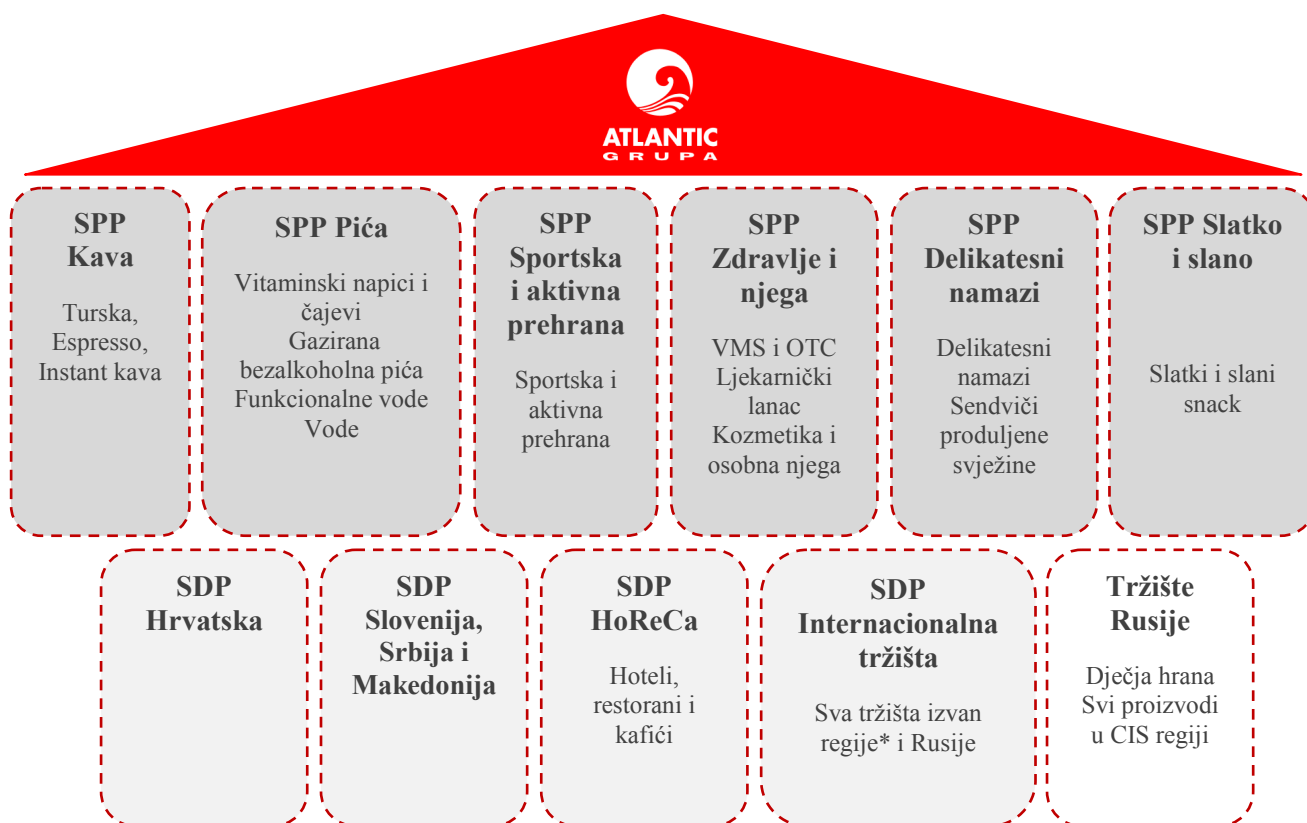 ATLANTIC
GRUPA
SPP
Kava
Turska,
Espresso,
Instant kava
SPP Pića
Vitaminski napici i
čajevi
Gazirana
bezalkoholna pića
Funkcionalne vode
Vode
SPP
Sportska
i aktivna
prehrana
Sportska i
aktivna
prehrana
SPP
Zdravlje i
njega
VMS i OTC
Ljekarnički
lanac
Kozmetika i
osobna njega
SPP
Delikatesni
namazi
Delikatesni
namazi
Sendviči
produljene
svježine
SPP Slatko
i slano
Slatki i slani
snack
SDP
Hrvatska
SDP
Slovenija,
Srbija i
Makedonija
SDP
HoReCa
Hoteli,
restorani i
kafići
SDP
Internacionalna
tržišta
Sva tržišta izvan
regije* i Rusije
Tržište
Rusije
Dječja hrana
Svi proizvodi
u CIS regiji